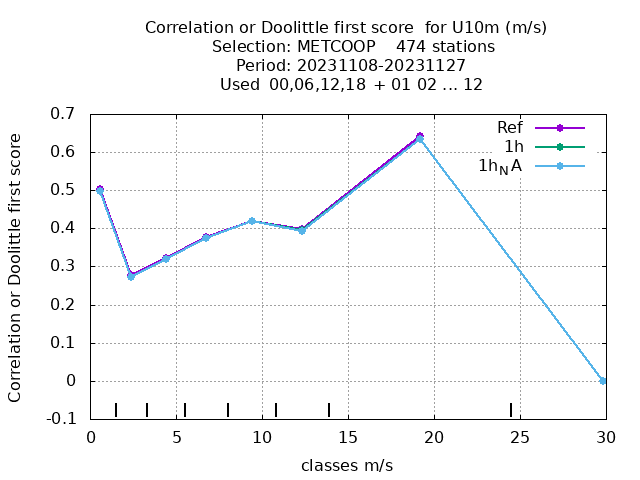 Correlation or Doolittle first score  for U10m (m/s)
Selection: METCOOP    474 stations
Period: 20231108-20231127
Used  00,06,12,18  + 01 02 ... 12
Correlation or Doolittle first score
0.7
0.6
0.5
0.4
0.3
0.2
0.1
0
-0.1
Ref
1h
1hNA
0 5 10 15 20 25 30
classes m/s